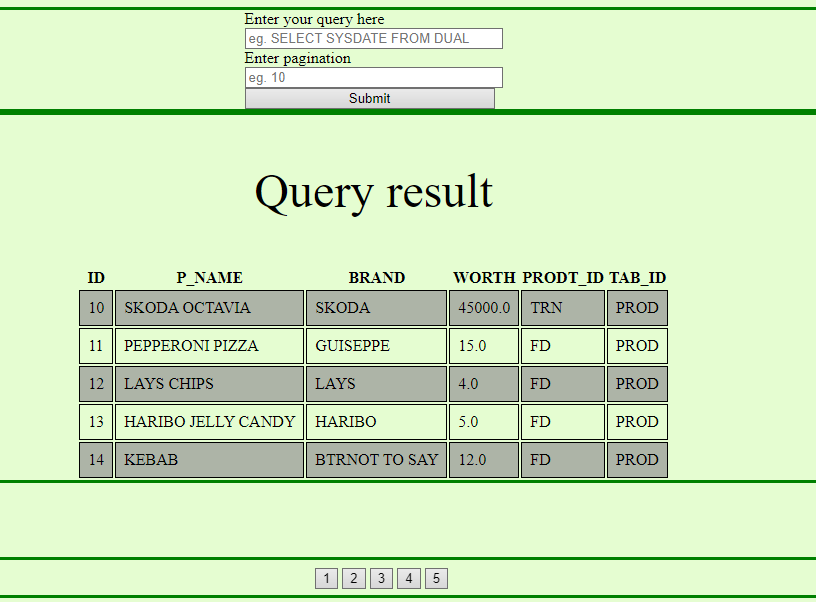 Enter your query here
eg. SELECT SYSDATE FROM DUAL
Enter pagination
eg. 10
Submit
Query result
ID P_NAME BRAND WORTH PRODT_ID TAB_ID
10 SKODA OCTAVIA SKODA 45000.0 TRN PROD
11 PEPPERONI PIZZA GUISEPPE 15.0 FD PROD
12 LAYS CHIPS LAYS 4.0 FD PROD
13 HARIBO JELLY CANDY HARIBO 5.0 FD PROD
14 KEBAB BTRNOT TO SAY 12.0 FD PROD
1 2 3 4 5